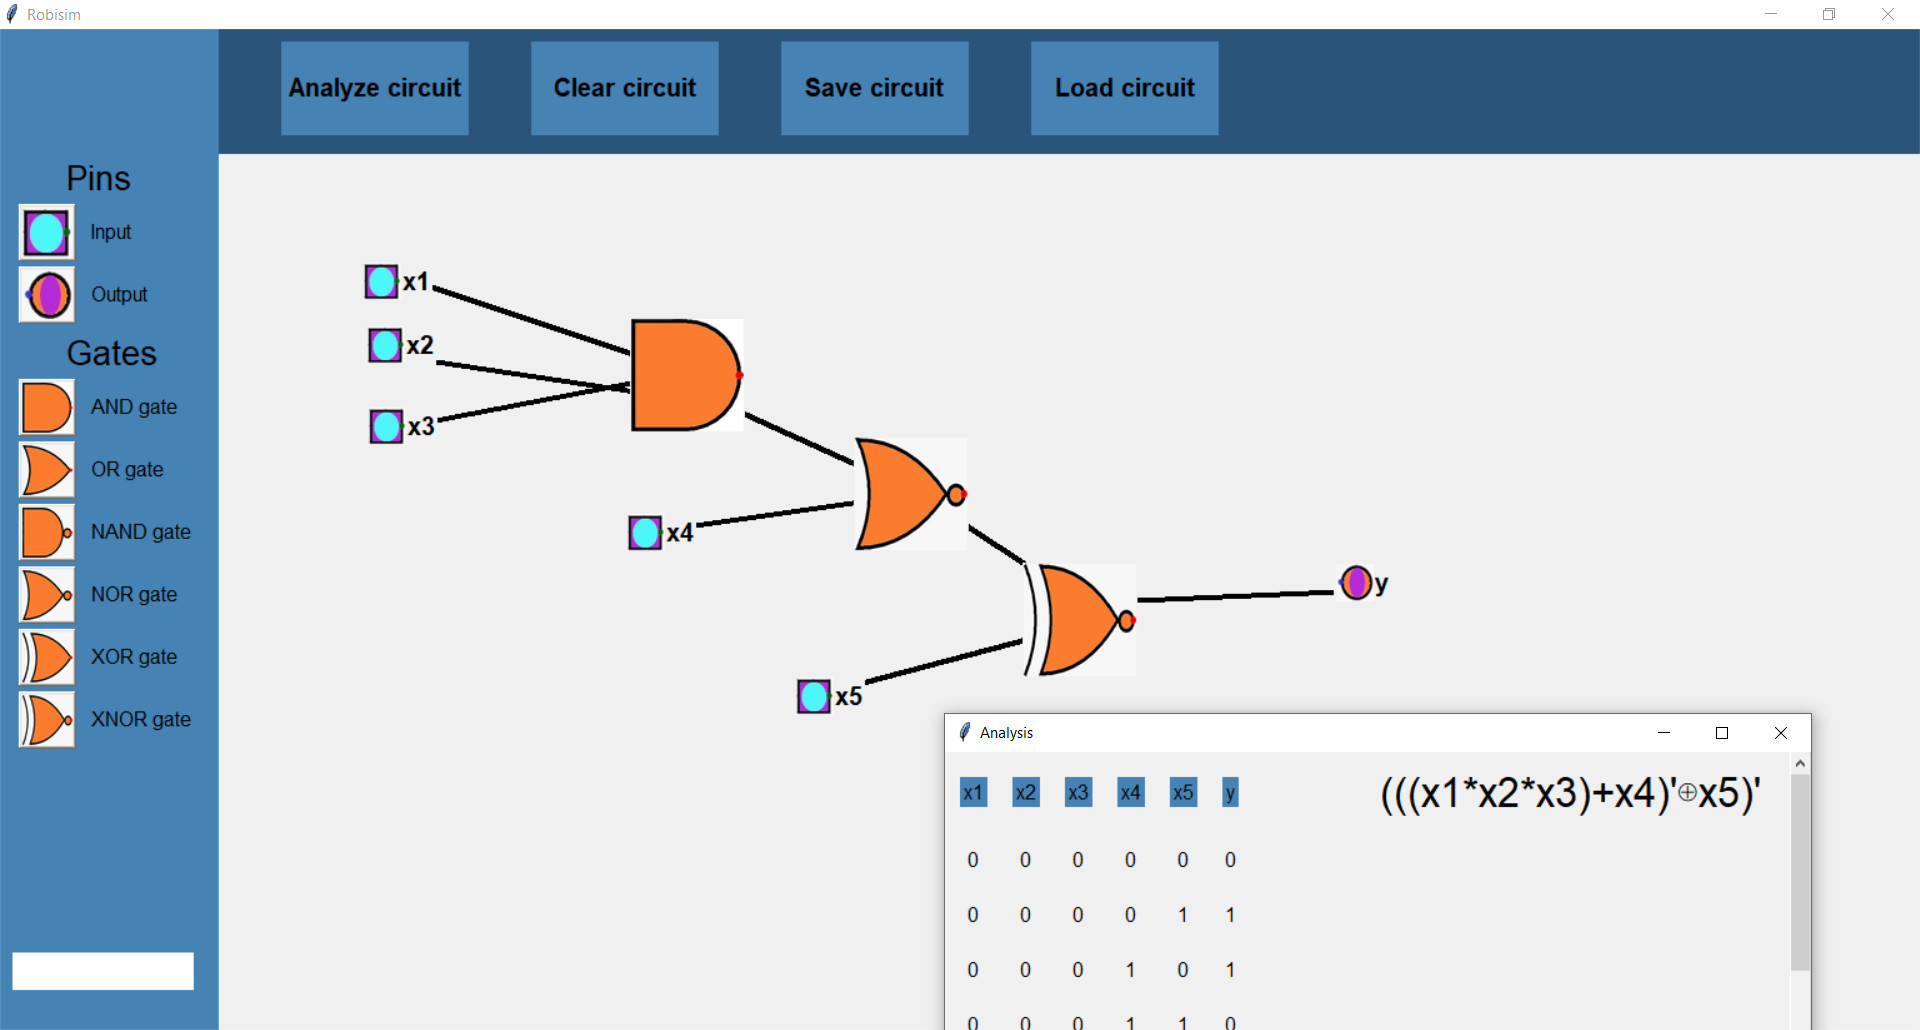 Robisim
Analyze circuit
Clear circuit
Save circuit
Load circuit
Pins
Input
Output
Gates
AND gate
OR gate
NAND gate
NOR gate
XOR gate
XNOR gate
x1
x2
x3
x4
x5
y
Analysis
x1 x2 x3 x4 x5 y
(((x1*x2*x3)+x4)'⊕x5)'
0 0 0 0 0 0
0 0 0 0 1 1
0 0 0 1 0 1
0 0 0 1 1 0